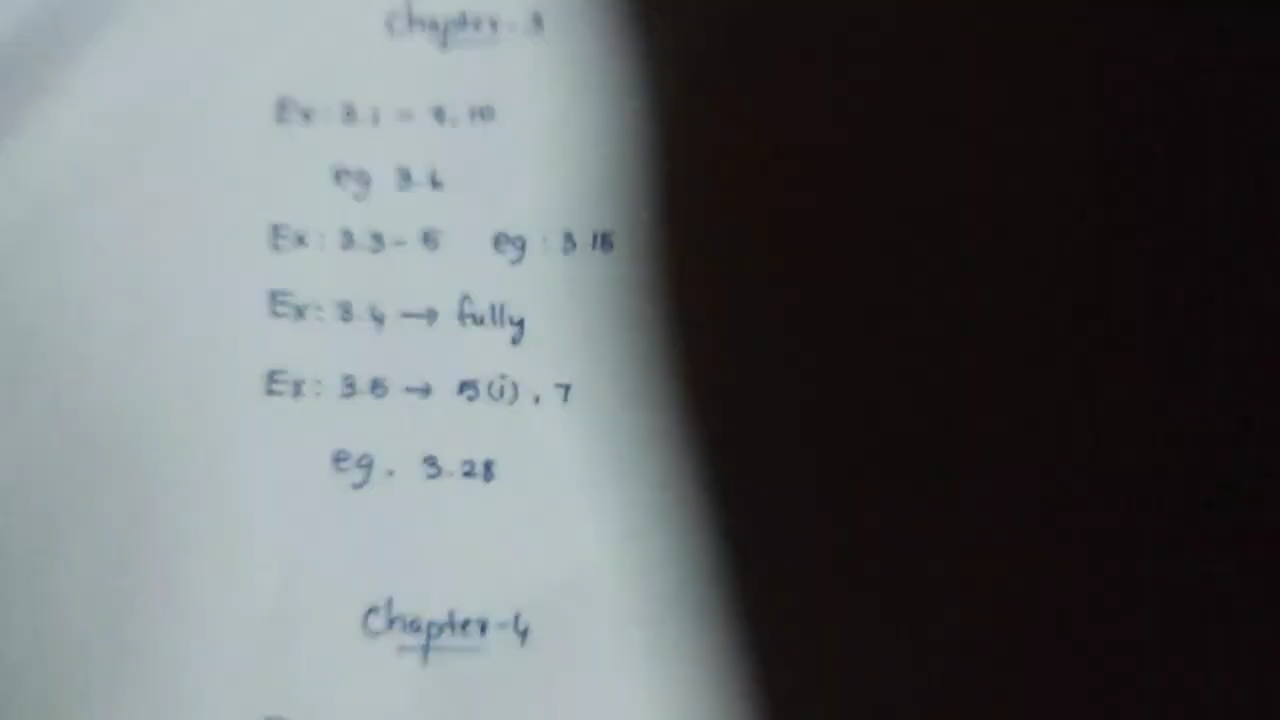 Chapter-3
Ex: 3.1 - 9, 10
eg 3.6
Ex: 3.3 - 5 eg: 3.15
Ex: 3.4 → fully
Ex: 3.5 → 5(i), 7
eg. 3.28
Chapter-4